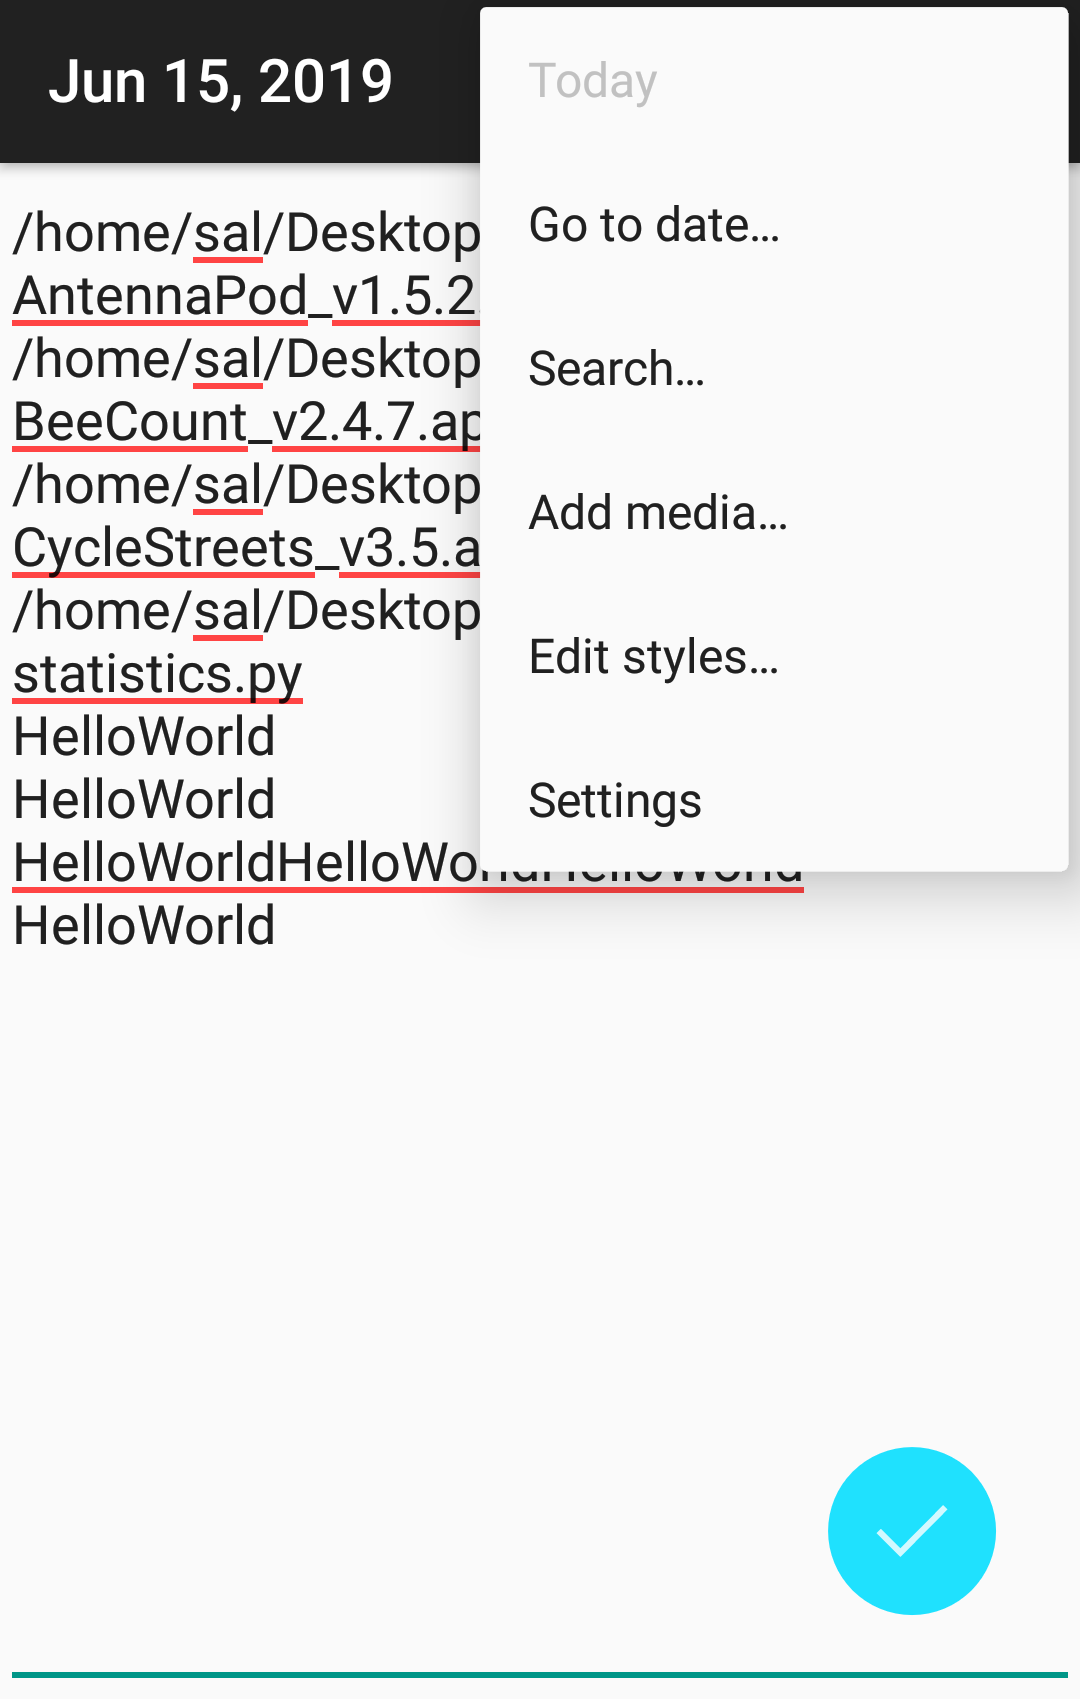 Jun 15, 2019
Today
Go to date...
Search...
Add media...
Edit styles...
Settings
/home/sal/Desktop
AntennaPod_v1.5.2.
/home/sal/Desktop
BeeCount_v2.4.7.ap
/home/sal/Desktop
CycleStreets_v3.5.a
/home/sal/Desktop
statistics.py
HelloWorld
HelloWorld
HelloWorldHelloWorldHelloWorld
HelloWorld